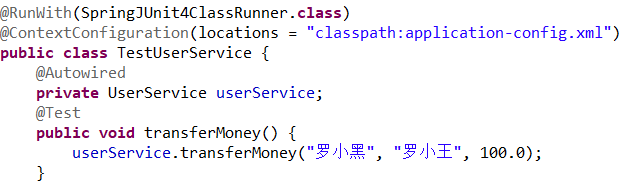 @RunWith(SpringJUnit4ClassRunner.class)
@ContextConfiguration(locations = "classpath:application-config.xml")
public class TestUserService {
    @Autowired
    private UserService userService;
    @Test
    public void transferMoney() {
        userService.transferMoney("罗小黑", "罗小王", 100.0);
    }